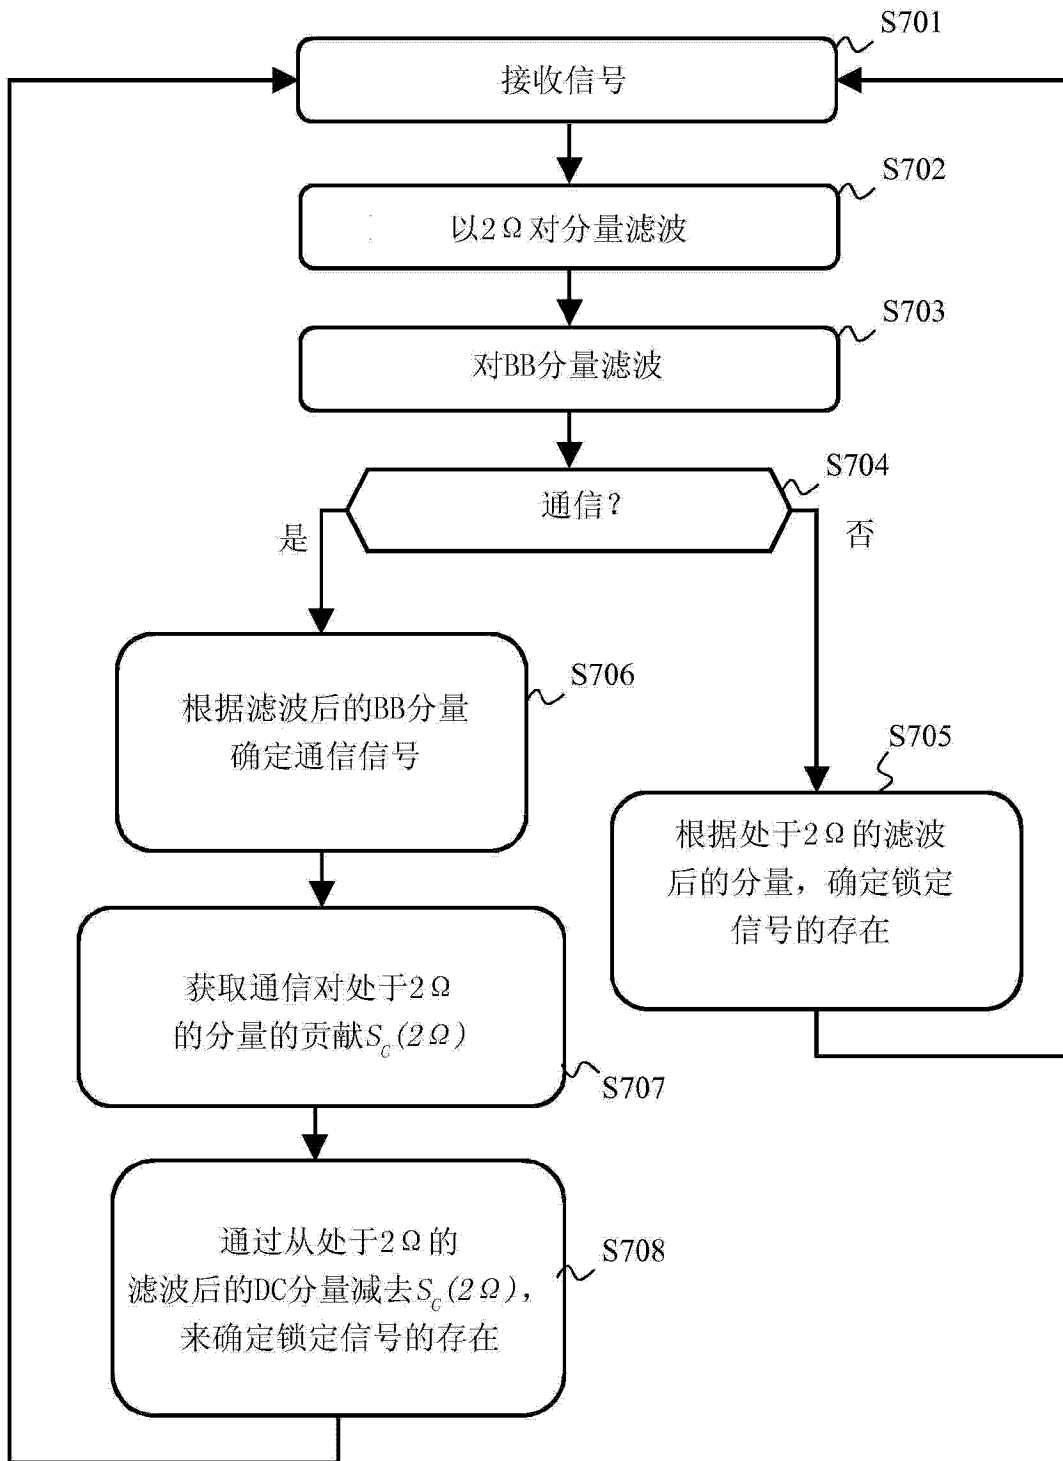 S701
接收信号
S702
以2Ω对分量滤波
S703
对BB分量滤波
S704
通信？
是
否
S706
根据滤波后的BB分量
确定通信信号
S705
根据处于2Ω的滤波
后的分量，确定锁定
信号的存在
获取通信对处于2Ω
的分量的贡献S_C(2Ω)
S707
通过从处于2Ω的
滤波后的DC分量减去S_C(2Ω)，
来确定锁定信号的存在
S708